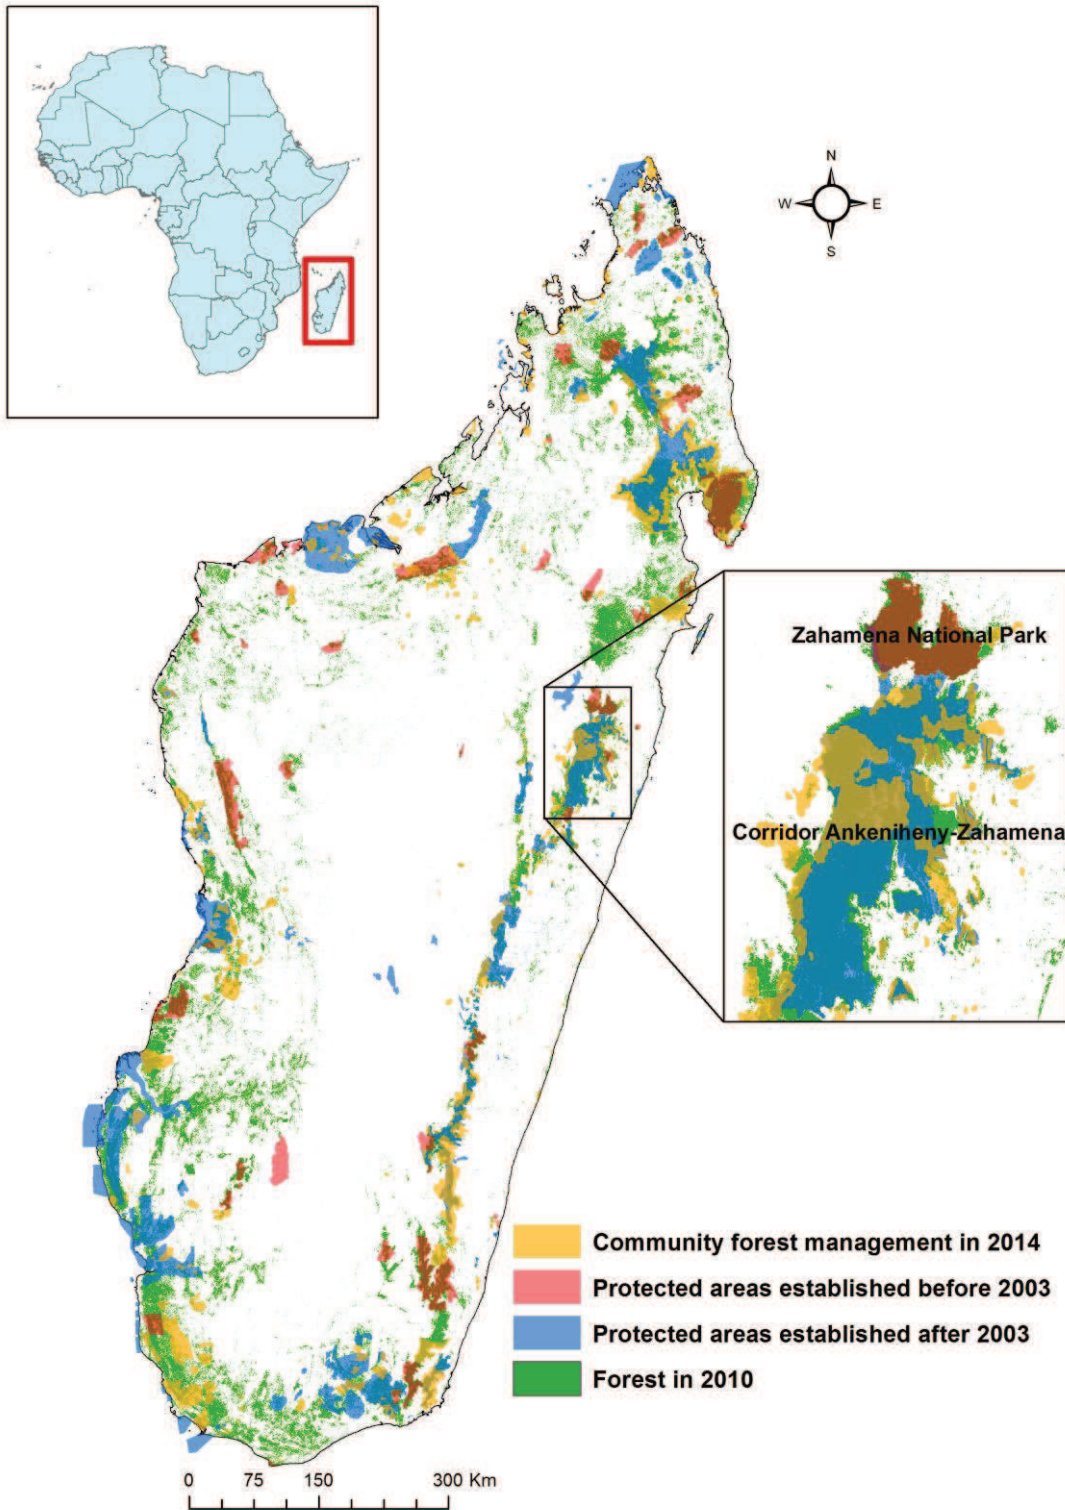 N
W E
S
Zahamena National Park
Corridor Ankeniheny-Zahamena
Community forest management in 2014
Protected areas established before 2003
Protected areas established after 2003
Forest in 2010
0 75 150 300 Km